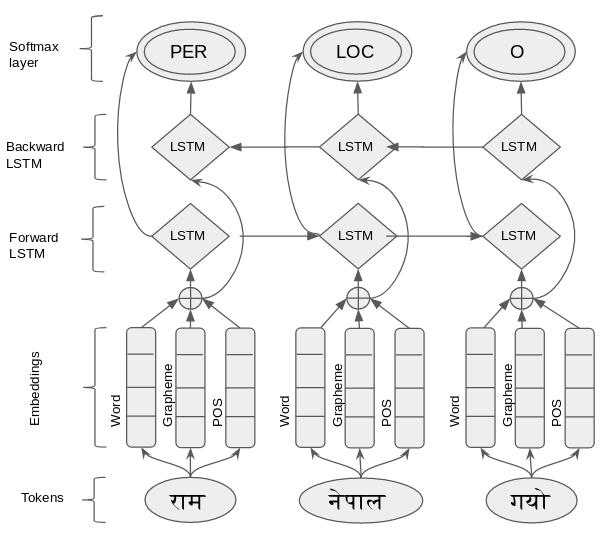 Softmax
layer
PER
LOC
O
Backward
LSTM
LSTM
LSTM
LSTM
Forward
LSTM
LSTM
LSTM
LSTM
Embeddings
Word
Grapheme
POS
Word
Grapheme
POS
Word
Grapheme
POS
Tokens
राम
नेपाल
गयो